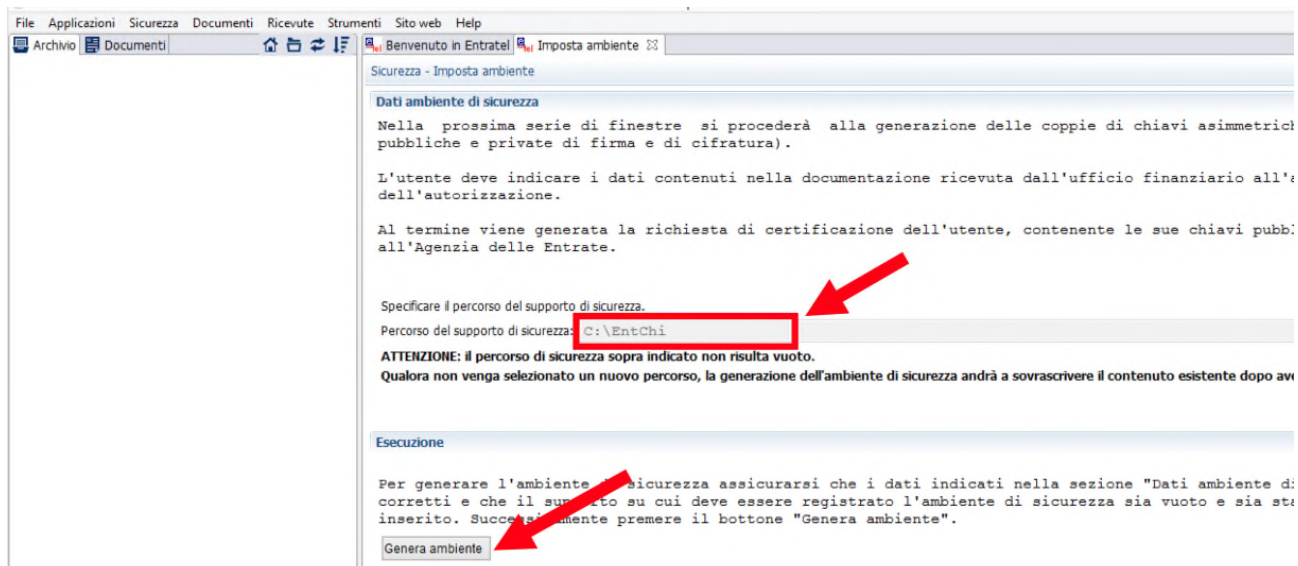 File Applicazioni Sicurezza Documenti Ricevute Strumenti Sito web Help
Archivio Documenti
Benvenuto in Entratel Imposta ambiente
Sicurezza - Imposta ambiente
Dati ambiente di sicurezza
Nella prossima serie di finestre si procederà alla generazione delle coppie di chiavi asimmetrich
pubbliche e private di firma e di cifratura).
L'utente deve indicare i dati contenuti nella documentazione ricevuta dall'ufficio finanziario all'a
dell'autorizzazione.
Al termine viene generata la richiesta di certificazione dell'utente, contenente le sue chiavi pubbl
all'Agenzia delle Entrate.
Specificare il percorso del supporto di sicurezza.
Percorso del supporto di sicurezza: C:\EntChi
ATTENZIONE: il percorso di sicurezza sopra indicato non risulta vuoto.
Qualora non venga selezionato un nuovo percorso, la generazione dell'ambiente di sicurezza andrà a sovrascrivere il contenuto esistente dopo ave
Esecuzione
Per generare l'ambiente di sicurezza assicurarsi che i dati indicati nella sezione "Dati ambiente di
corretti e che il supporto su cui deve essere registrato l'ambiente di sicurezza sia vuoto e sia sta
inserito. Successivamente premere il bottone "Genera ambiente".
Genera ambiente